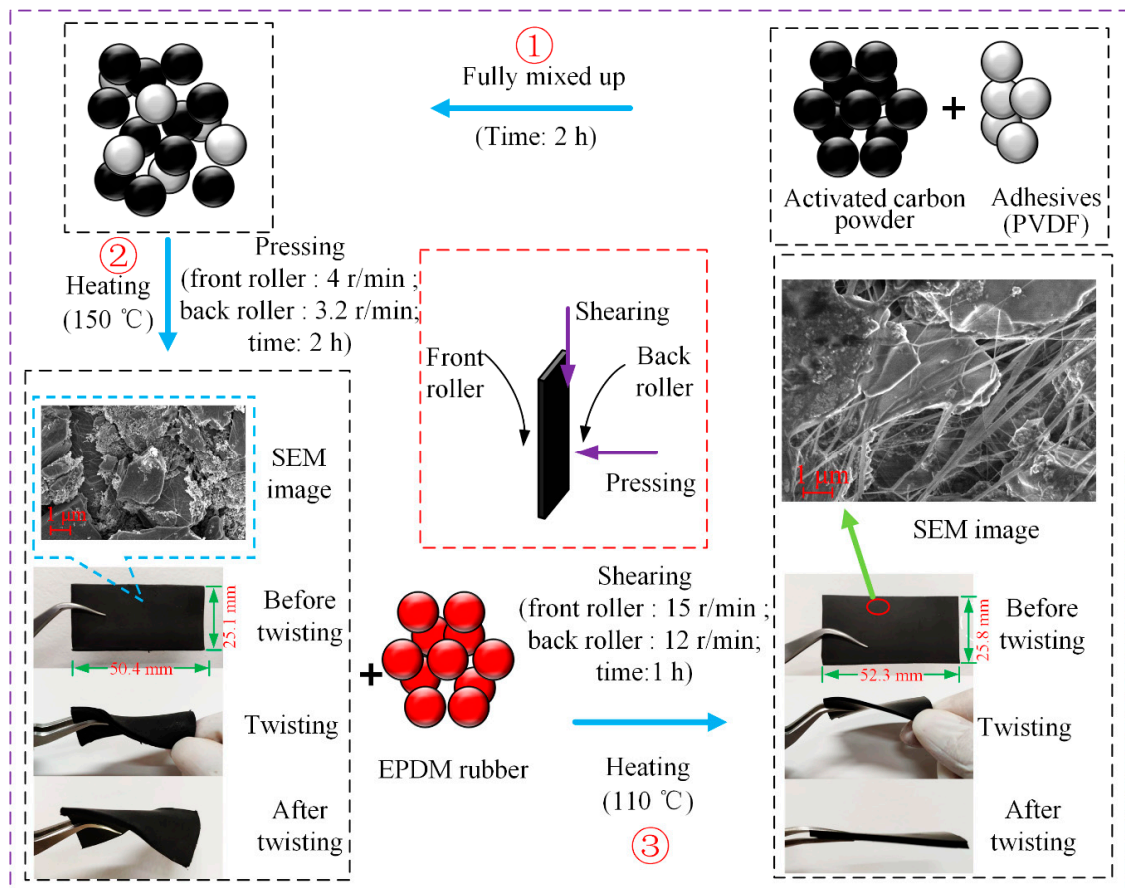 ①
Fully mixed up
(Time: 2 h)
+
Activated carbon
powder
Adhesives
(PVDF)
②
Heating
(150 ℃)
Pressing
(front roller : 4 r/min ;
back roller : 3.2 r/min;
time: 2 h)
Shearing
Front
roller
Back
roller
Pressing
SEM
image
1 μm
Before
twisting
25.1 mm
50.4 mm
Twisting
After
twisting
+
EPDM rubber
Shearing
(front roller : 15 r/min ;
back roller : 12 r/min;
time:1 h)
Heating
(110 ℃)
③
1 μm
SEM image
Before
twisting
25.8 mm
52.3 mm
Twisting
After
twisting